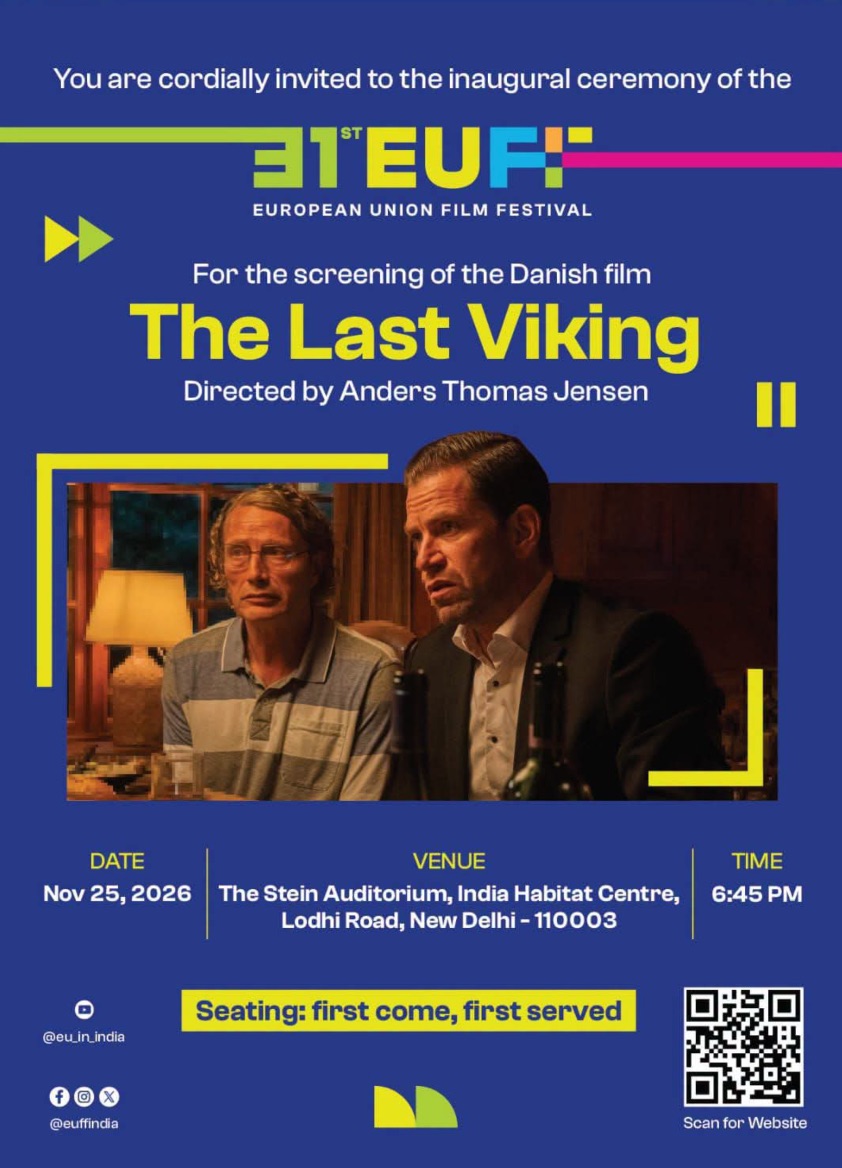 You are cordially invited to the inaugural ceremony of the
31ST EUFF
EUROPEAN UNION FILM FESTIVAL
For the screening of the Danish film
The Last Viking
Directed by Anders Thomas Jensen
DATE
Nov 25, 2026
VENUE
The Stein Auditorium, India Habitat Centre,
Lodhi Road, New Delhi - 110003
TIME
6:45 PM
Seating: first come, first served
@eu_in_india
@euffindia
Scan for Website